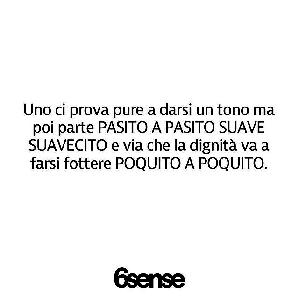 Uno ci prova pure a darsi un tono ma
poi parte PASITO A PASITO SUAVE
SUAVECITO e via che la dignità va a
farsi fottere POQUITO A POQUITO.
6sense